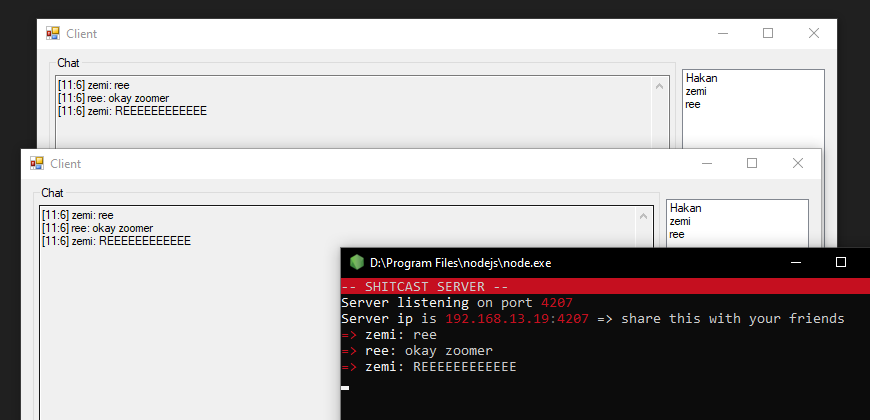 Client
Chat
[11:6] zemi: ree
[11:6] ree: okay zoomer
[11:6] zemi: REEEEEEEEEEEE
Hakan
zemi
ree
Client
Chat
[11:6] zemi: ree
[11:6] ree: okay zoomer
[11:6] zemi: REEEEEEEEEEEE
Hakan
zemi
ree
D:\Program Files\nodejs\node.exe
-- SHITCAST SERVER --
Server listening on port 4207
Server ip is 192.168.13.19:4207 => share this with your friends
=> zemi: ree
=> ree: okay zoomer
=> zemi: REEEEEEEEEEEE